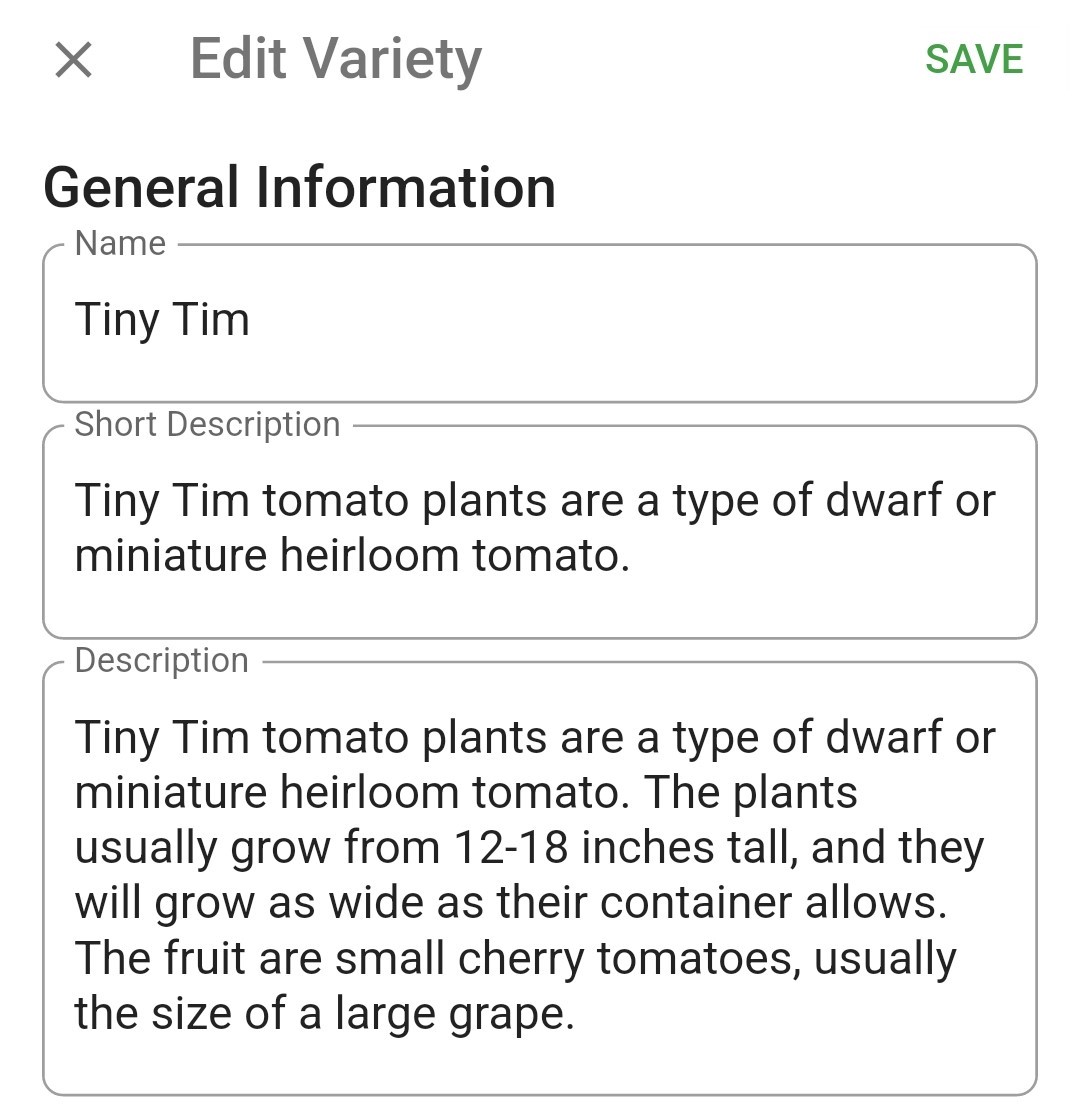 Edit Variety
SAVE
General Information
Name
Tiny Tim
Short Description
Tiny Tim tomato plants are a type of dwarf or
miniature heirloom tomato.
Description
Tiny Tim tomato plants are a type of dwarf or
miniature heirloom tomato. The plants
usually grow from 12-18 inches tall, and they
will grow as wide as their container allows.
The fruit are small cherry tomatoes, usually
the size of a large grape.